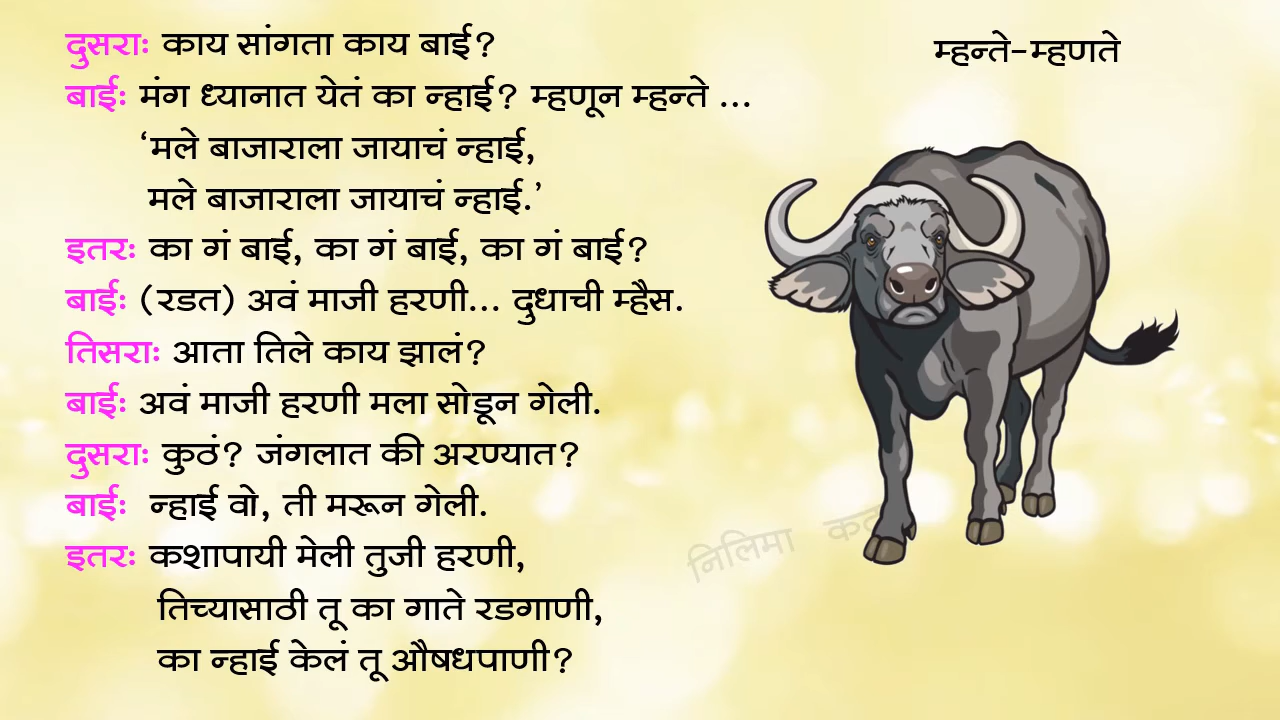 दुसराः काय सांगता काय बाई?
म्हन्ते-म्हणते
बाईः मंग ध्यानात येतं का न्हाई? म्हणून म्हन्ते ...
‘मले बाजाराला जायाचं न्हाई,
मले बाजाराला जायाचं न्हाई.’
इतरः का गं बाई, का गं बाई, का गं बाई?
बाईः (रडत) अवं माजी हरणी... दुधाची म्हैस.
तिसराः आता तिले काय झालं?
बाईः अवं माजी हरणी मला सोडून गेली.
दुसराः कुठं? जंगलात की अरण्यात?
बाईः न्हाई वो, ती मरून गेली.
इतरः कशापायी मेली तुजी हरणी,
तिच्यासाठी तू का गाते रडगाणी,
का न्हाई केलं तू औषधपाणी?
निलिमा